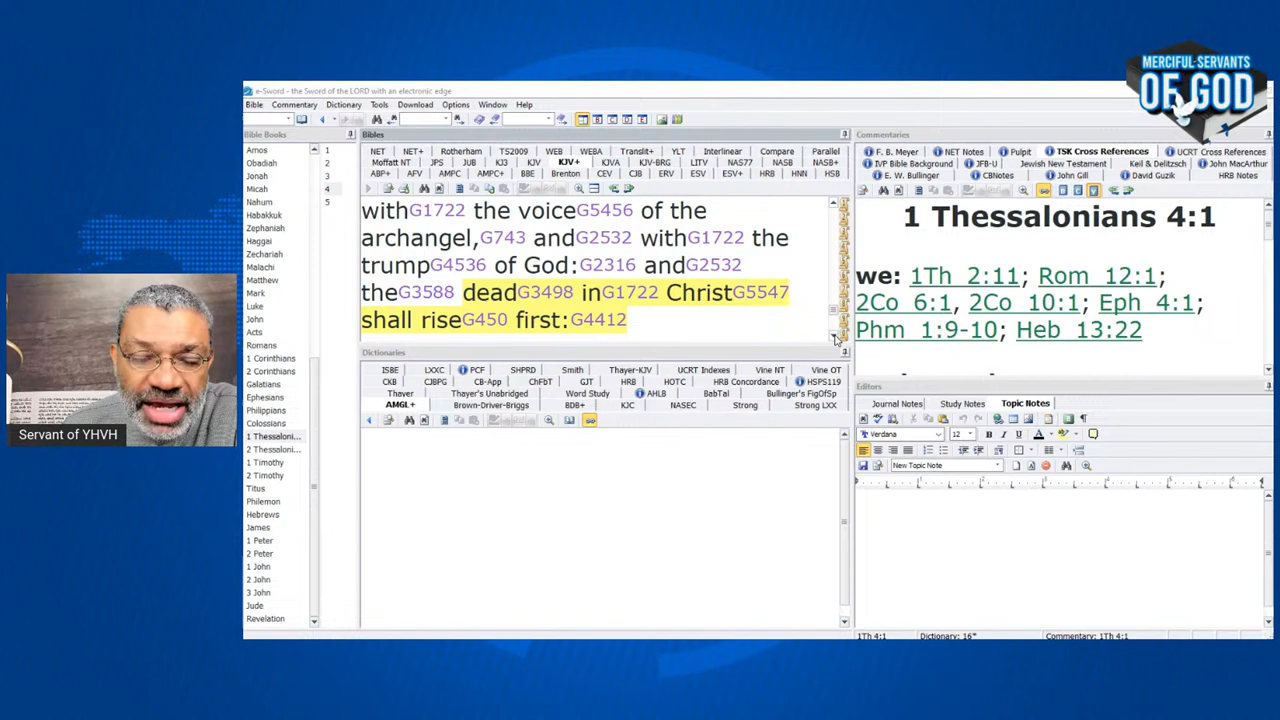 MERCIFUL-SERVANTS
OF GOD
e-Sword - the Sword of the LORD with an electronic edge
Bible Commentary Dictionary Tools Download Options Window Help
Bible Books
Amos
Obadiah
Jonah
Micah
Nahum
Habakkuk
Zephaniah
Haggai
Zechariah
Malachi
Matthew
Mark
Luke
John
Acts
Romans
1 Corinthians
2 Corinthians
Galatians
Ephesians
Philippians
Colossians
1 Thessaloni...
2 Thessaloni...
1 Timothy
2 Timothy
Titus
Philemon
Hebrews
James
1 Peter
2 Peter
1 John
2 John
3 John
Jude
Revelation
1
2
3
4
5
Bibles
NET NET+ Rotherham TS2009 WEB WEBA Translit+ YLT Interlinear Compare Parallel
Moffatt NT JPS JUB KJ3 KJV KJV+ KJVA KJV-BRG LITV NAS77 NASB NASB+
ABP+ AFV AMPC AMPC+ BBE Brenton CEV CJB ERV ESV ESV+ HRB HNN HSB
withG1722 the voiceG5456 of the
archangel,G743 andG2532 withG1722 the
trumpG4536 of God:G2316 andG2532
theG3588 deadG3498 inG1722 ChristG5547
shall riseG450 first:G4412
Dictionaries
ISBE LXXC PCF SHPRD Smith Thayer-KJV UCRT Indexes Vine NT Vine OT
CKB CJBPG CB-App ChFbT GJT HRB HOTC HRB Concordance HSPS119
Thayer Thayer's Unabridged Word Study AHLB BabTal Bullinger's FigOfSp
AMGL+ Brown-Driver-Briggs BDB+ KJC NASEC Strong Strong LXX
Commentaries
F. B. Meyer NET Notes Pulpit TSK Cross References UCRT Cross References
IVP Bible Background JFB-U Jewish New Testament Keil & Delitzsch John MacArthur
E. W. Bullinger CBNotes John Gill David Guzik HRB Notes
1 Thessalonians 4:1
we: 1Th 2:11; Rom 12:1;
2Co 6:1, 2Co 10:1; Eph 4:1;
Phm 1:9-10; Heb 13:22
Editors
Journal Notes Study Notes Topic Notes
Verdana 12 B I U A
New Topic Note
1Th 4:1 Dictionary: 16* Commentary: 1Th 4:1
Servant of YHVH